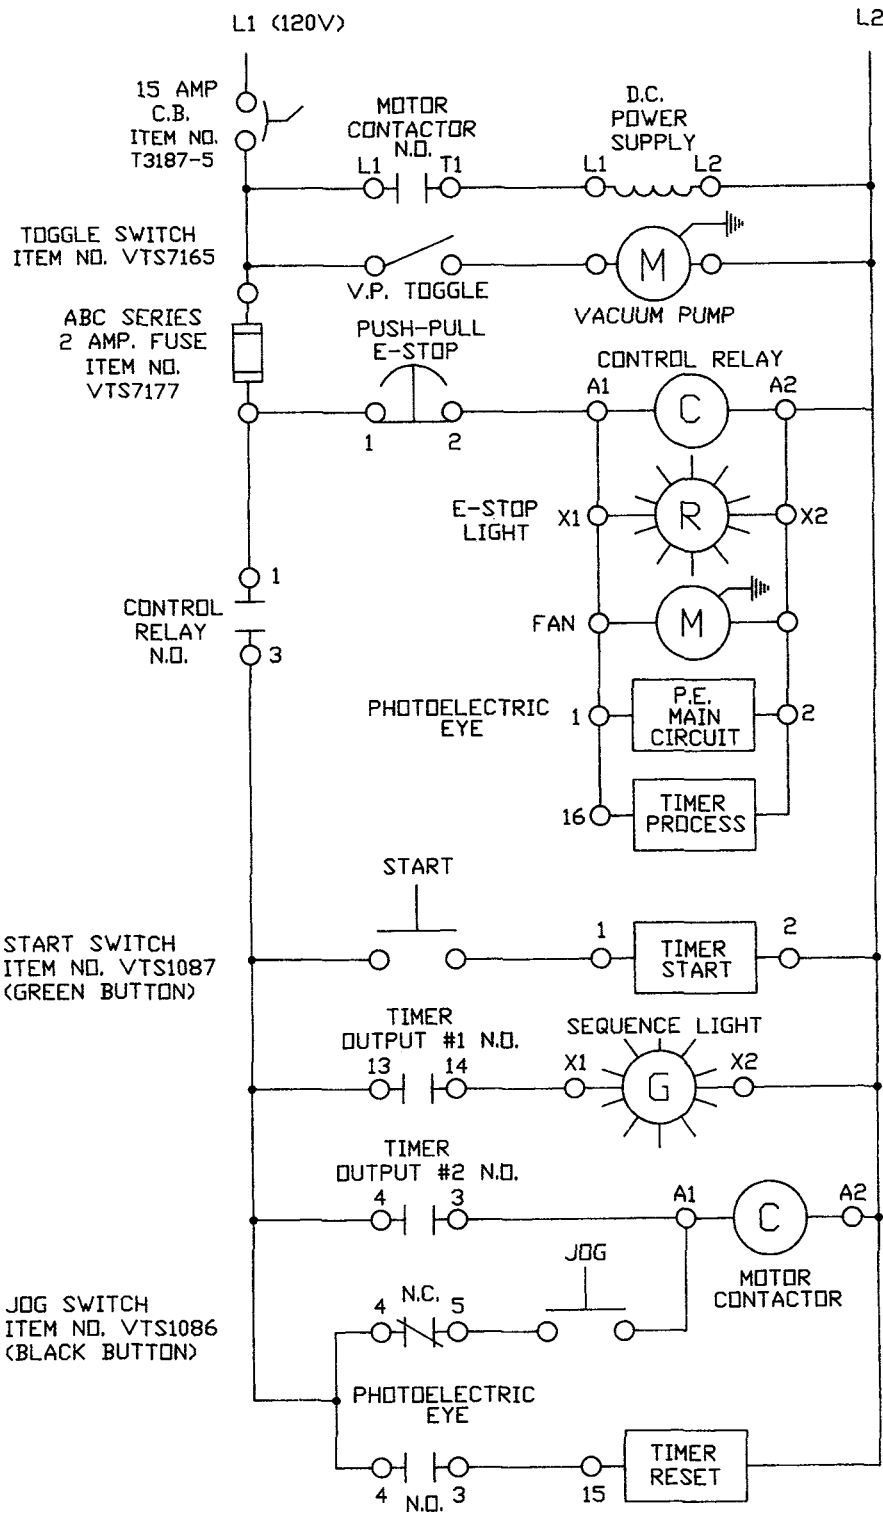 L1 (120V)
L2
15 AMP
C.B.
ITEM NO.
T3187-5
MOTOR
CONTACTOR
N.O.
L1
T1
D.C.
POWER
SUPPLY
L1
L2
TOGGLE SWITCH
ITEM NO. VTS7165
V.P. TOGGLE
M
VACUUM PUMP
ABC SERIES
2 AMP. FUSE
ITEM NO.
VTS7177
PUSH-PULL
E-STOP
1
2
CONTROL RELAY
A1
C
A2
E-STOP
LIGHT
X1
R
X2
1
CONTROL
RELAY
N.O.
3
FAN
M
PHOTOELECTRIC
EYE
1
P.E.
MAIN
CIRCUIT
2
16
TIMER
PROCESS
START
START SWITCH
ITEM NO. VTS1087
(GREEN BUTTON)
1
TIMER
START
2
TIMER
OUTPUT #1 N.O.
13
14
SEQUENCE LIGHT
X1
G
X2
TIMER
OUTPUT #2 N.O.
4
3
A1
C
A2
MOTOR
CONTACTOR
JOG
JOG SWITCH
ITEM NO. VTS1086
(BLACK BUTTON)
N.C.
4
5
PHOTOELECTRIC
EYE
4
N.O.
3
15
TIMER
RESET